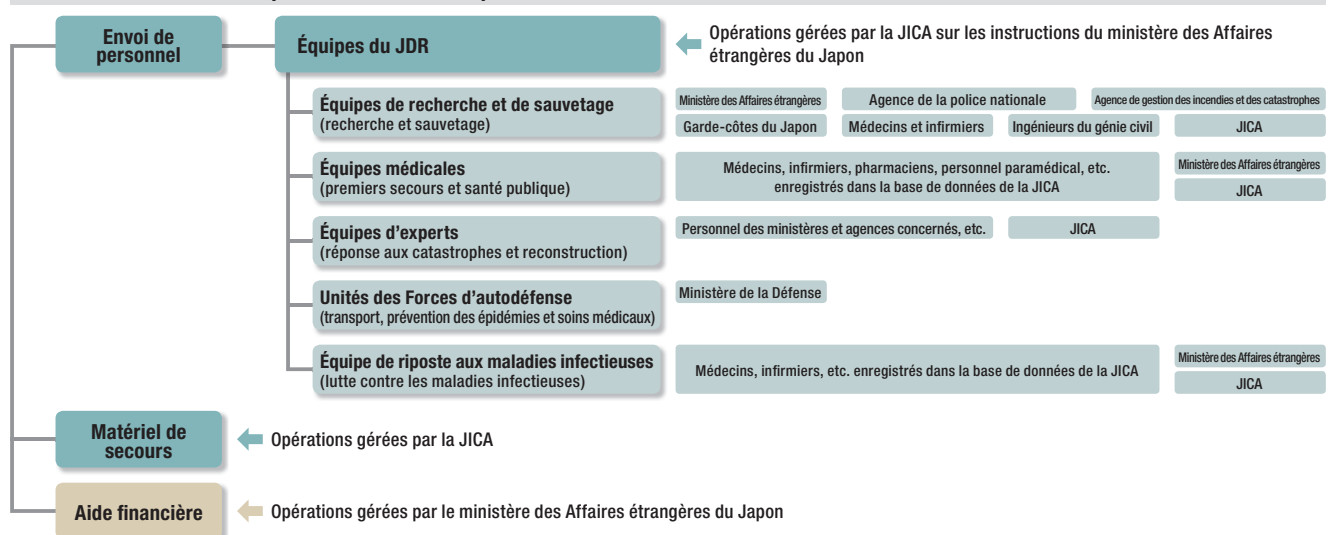 Envoi de
personnel
Équipes du JDR
Opérations gérées par la JICA sur les instructions du ministère des Affaires
étrangères du Japon
Équipes de recherche et de sauvetage
(recherche et sauvetage)
Ministère des Affaires étrangères
Agence de la police nationale
Agence de gestion des incendies et des catastrophes
Garde-côtes du Japon
Médecins et infirmiers
Ingénieurs du génie civil
JICA
Équipes médicales
(premiers secours et santé publique)
Médecins, infirmiers, pharmaciens, personnel paramédical, etc.
enregistrés dans la base de données de la JICA
Ministère des Affaires étrangères
JICA
Équipes d'experts
(réponse aux catastrophes et reconstruction)
Personnel des ministères et agences concernés, etc.
JICA
Unités des Forces d'autodéfense
(transport, prévention des épidémies et soins médicaux)
Ministère de la Défense
Équipe de riposte aux maladies infectieuses
(lutte contre les maladies infectieuses)
Médecins, infirmiers, etc. enregistrés dans la base de données de la JICA
Ministère des Affaires étrangères
JICA
Matériel de
secours
Opérations gérées par la JICA
Aide financière
Opérations gérées par le ministère des Affaires étrangères du Japon